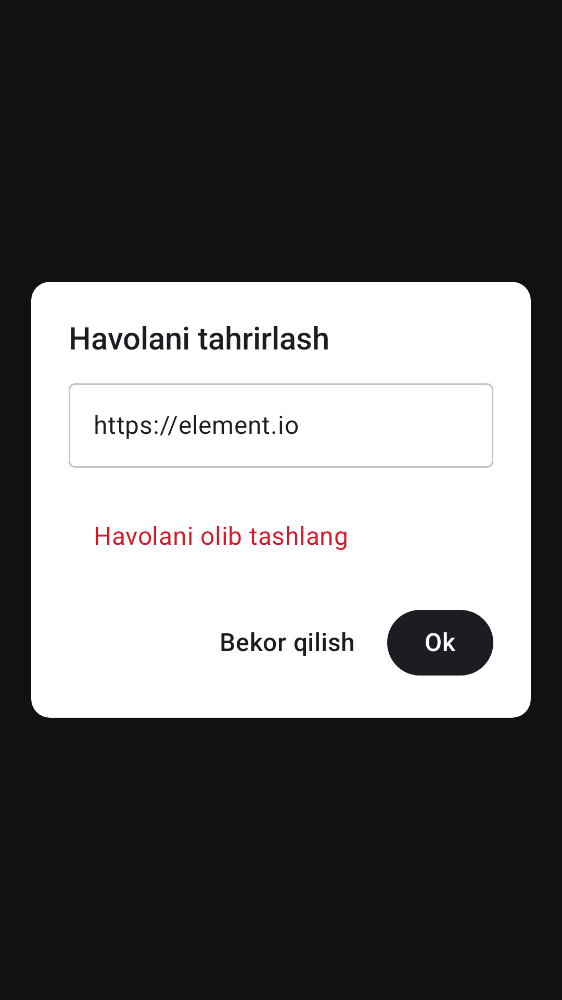 Havolani tahrirlash
https://element.io
Havolani olib tashlang
Bekor qilish
Ok